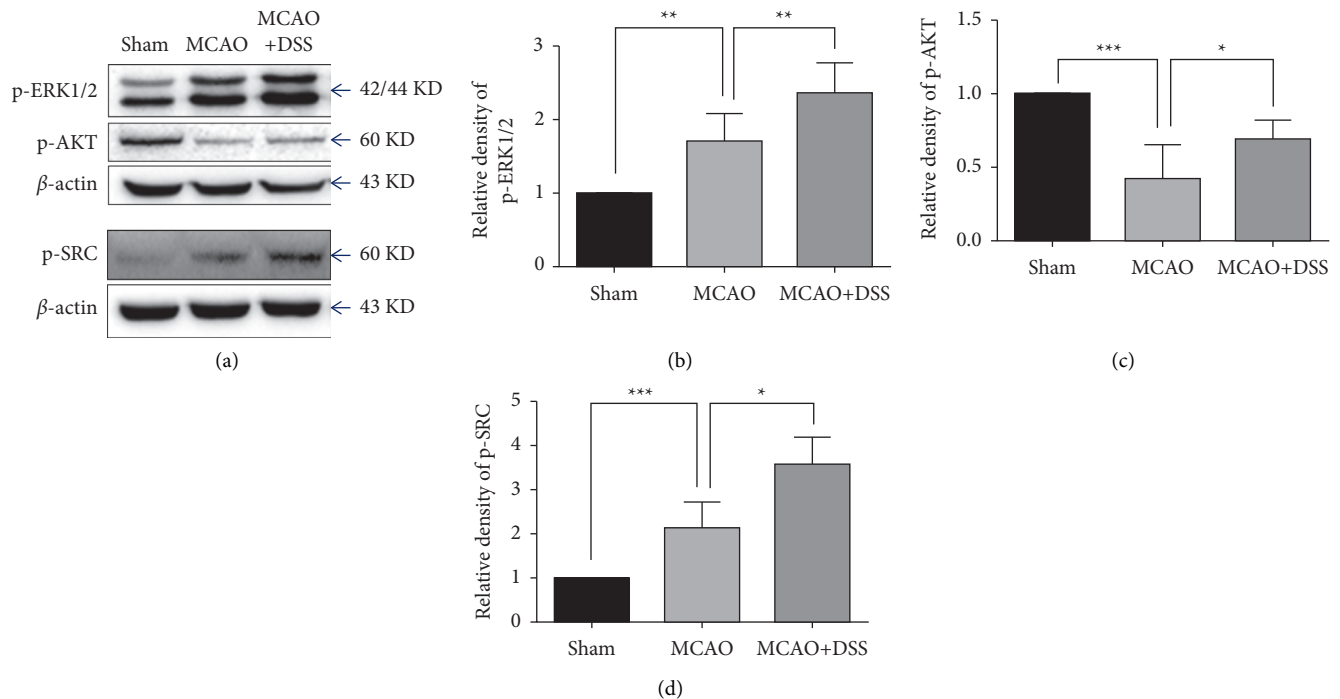 Sham MCAO MCAO
+DSS
p-ERK1/2 42/44 KD
p-AKT 60 KD
β-actin 43 KD
p-SRC 60 KD
β-actin 43 KD
(a)
Relative density of
p-ERK1/2
3
2
1
0
** **
Sham MCAO MCAO+DSS
(b)
Relative density of p-AKT
1.5
1.0
0.5
0.0
*** *
Sham MCAO MCAO+DSS
(c)
Relative density of p-SRC
5
4
3
2
1
0
*** *
Sham MCAO MCAO+DSS
(d)